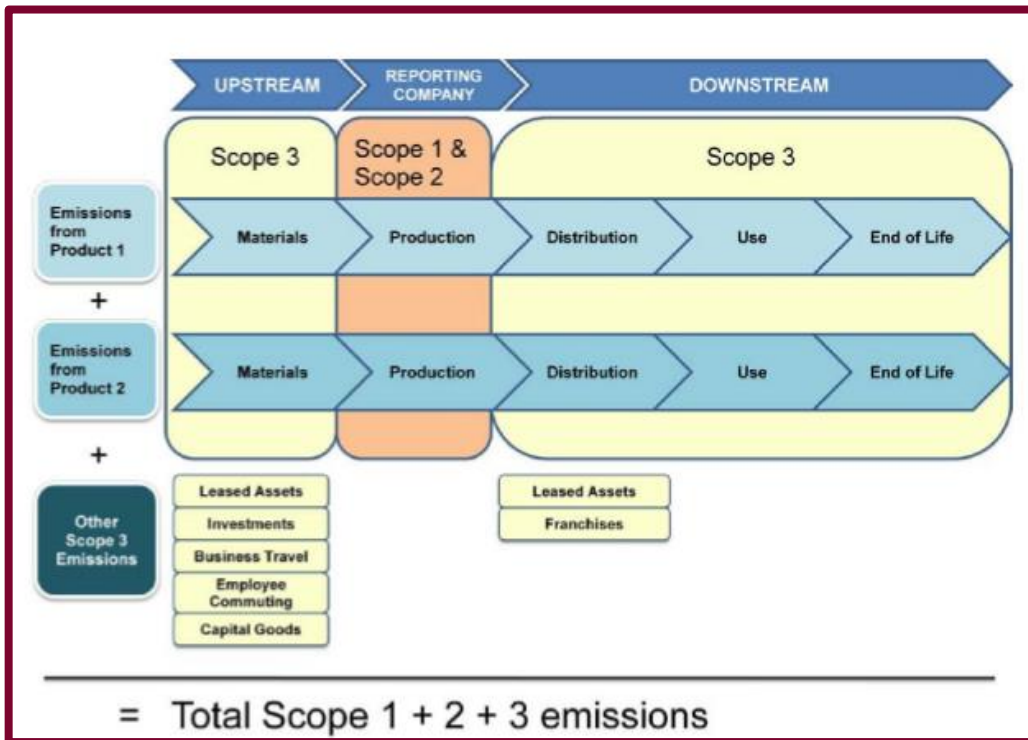 UPSTREAM
REPORTING
COMPANY
DOWNSTREAM
Scope 3
Scope 1 &
Scope 2
Scope 3
Emissions
from
Product 1
Materials
Production
Distribution
Use
End of Life
+
Emissions
from
Product 2
Materials
Production
Distribution
Use
End of Life
+
Other
Scope 3
Emissions
Leased Assets
Investments
Business Travel
Employee
Commuting
Capital Goods
Leased Assets
Franchises
= Total Scope 1 + 2 + 3 emissions